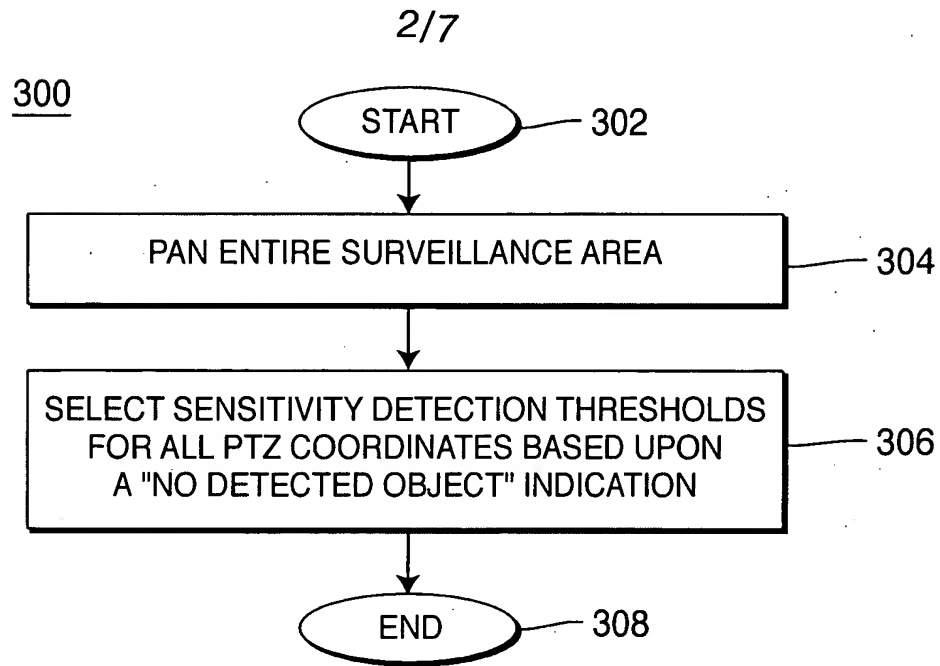 2/7
300
START
302
PAN ENTIRE SURVEILLANCE AREA
304
SELECT SENSITIVITY DETECTION THRESHOLDS
FOR ALL PTZ COORDINATES BASED UPON
A "NO DETECTED OBJECT" INDICATION
306
END
308